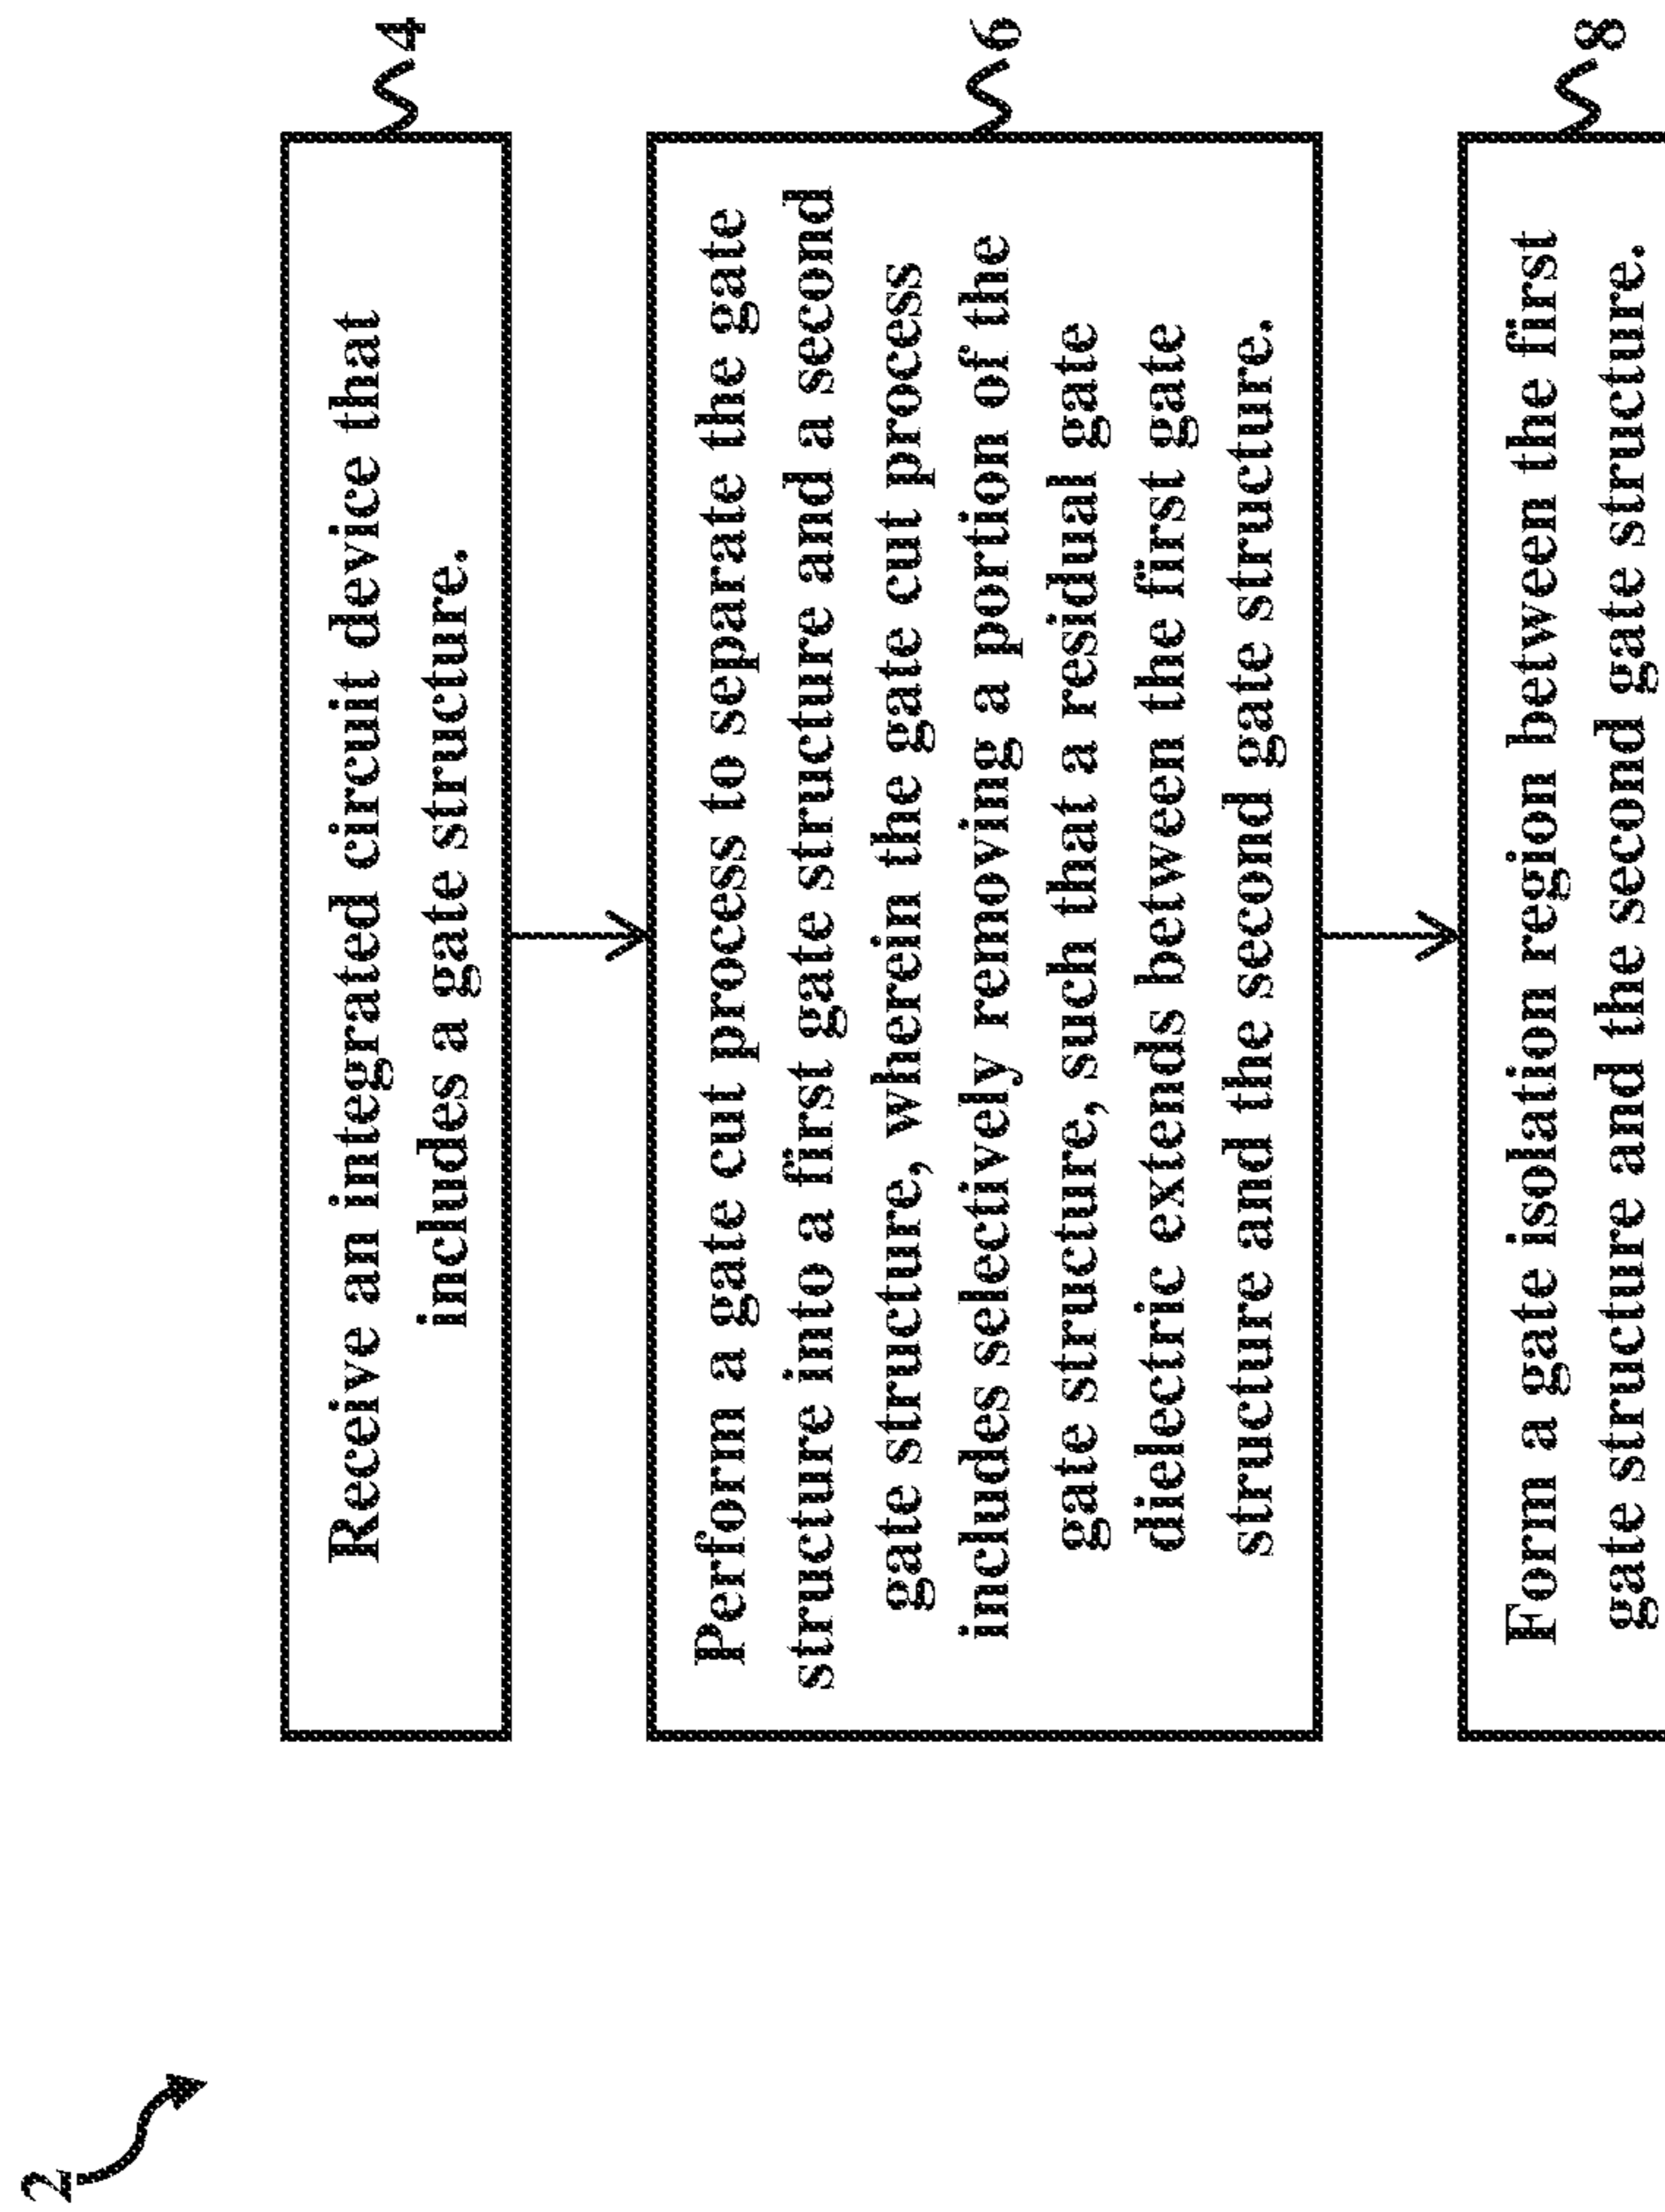 2
Receive an integrated circuit device that
includes a gate structure.
4
Perform a gate cut process to separate the gate
structure into a first gate structure and a second
gate structure, wherein the gate cut process
includes selectively removing a portion of the
gate structure, such that a residual gate
dielectric extends between the first gate
structure and the second gate structure.
6
Form a gate isolation region between the first
gate structure and the second gate structure.
8